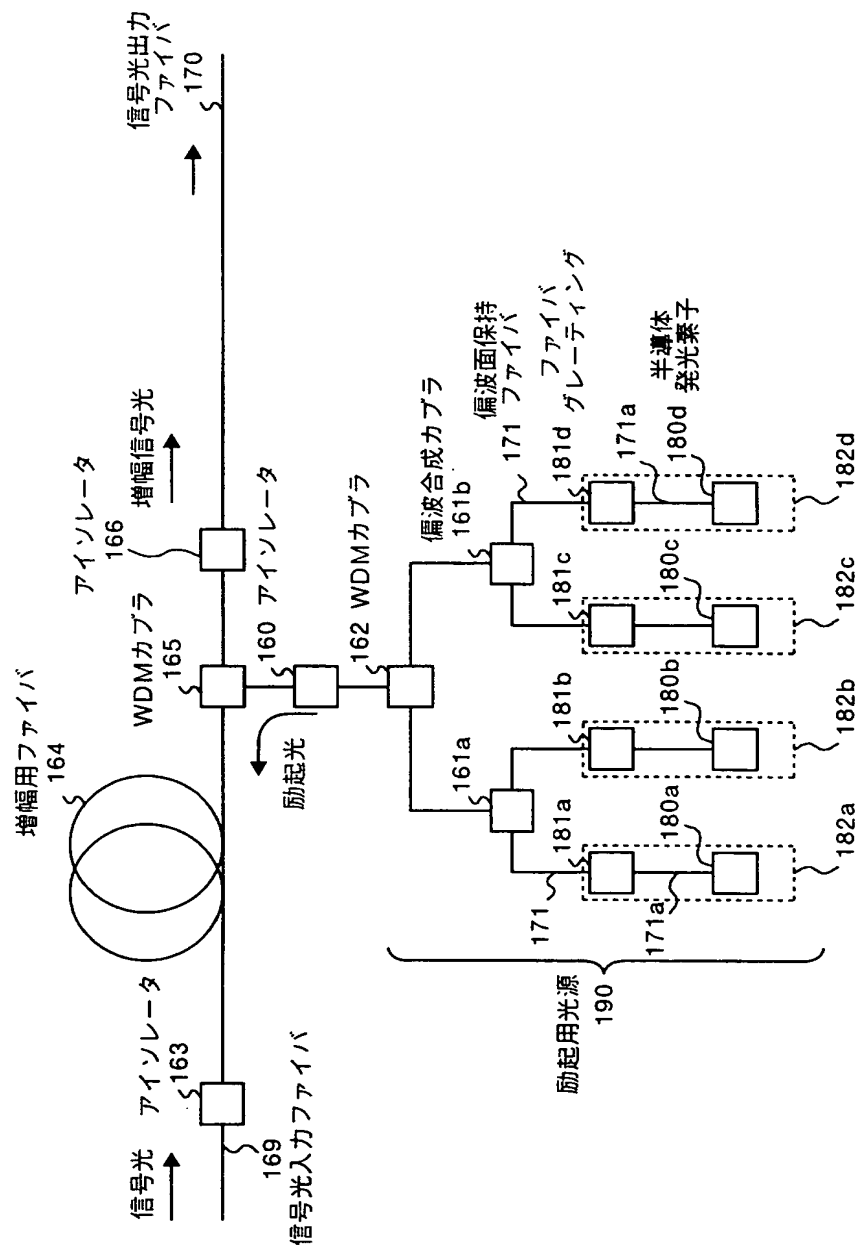 信号光
アイソレータ
163
169
信号光入力ファイバ
増幅用ファイバ
164
WDMカプラ
165
アイソレータ
166
増幅信号光
信号光出力
ファイバ
170
励起光
160 アイソレータ
162 WDMカプラ
161a
偏波合成カプラ
161b
偏波面保持
171 ファイバ
ファイバ
グレーティング
半導体
発光素子
171
181a
181b
181c
181d
171a
171a
180a
180b
180c
180d
182a
182b
182c
182d
励起用光源
190